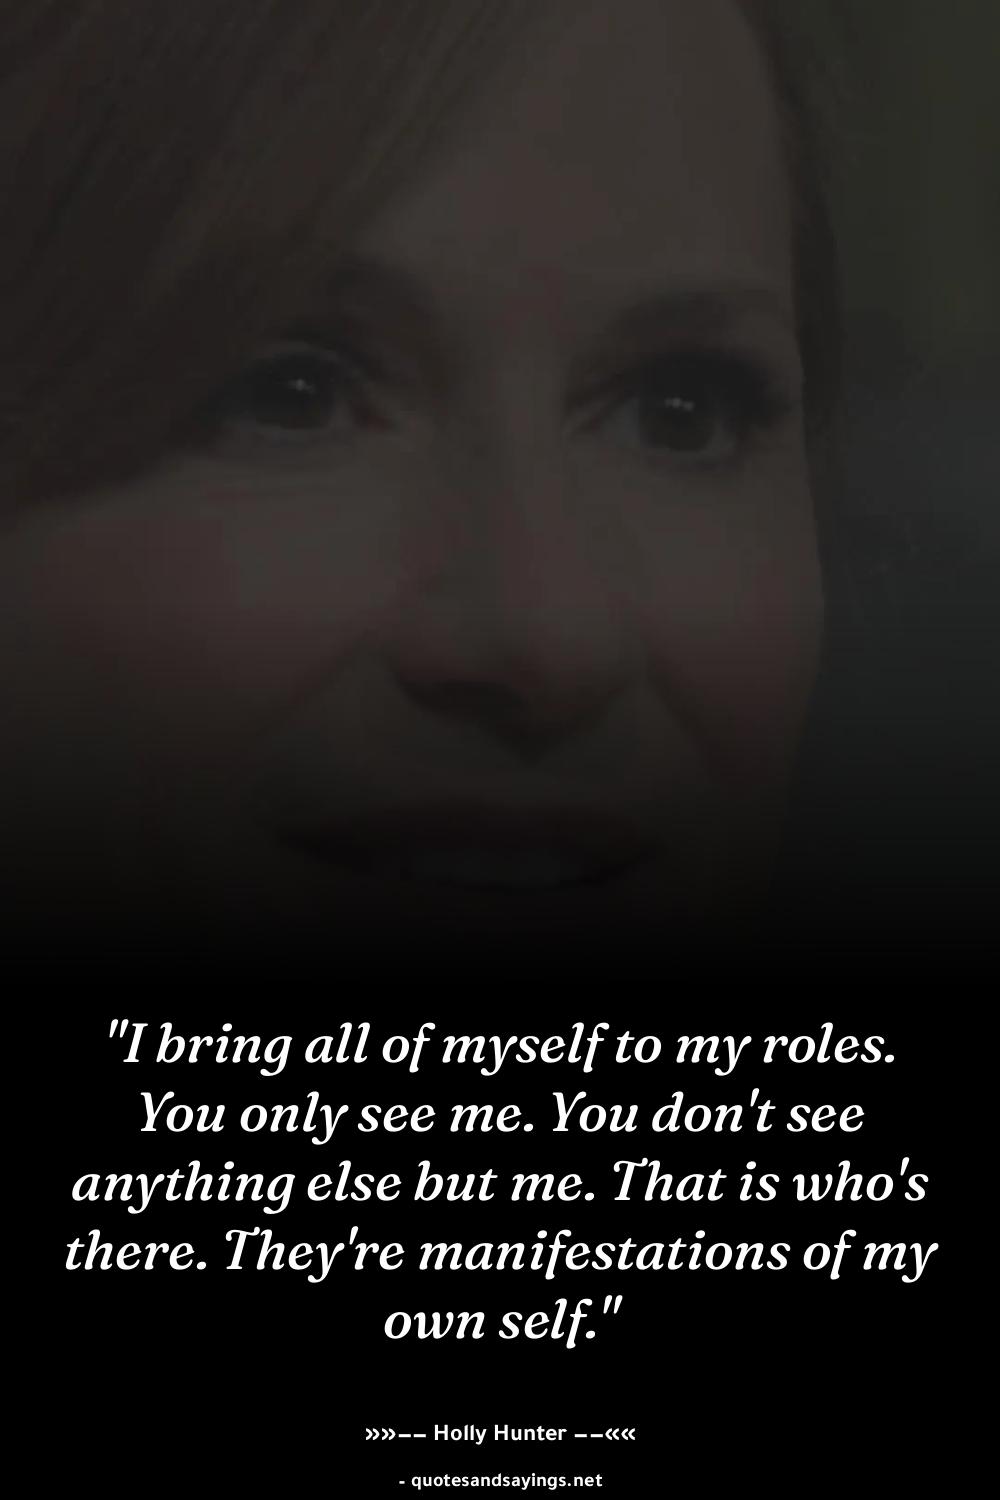 "I bring all of myself to my roles.
You only see me. You don't see
anything else but me. That is who's
there. They're manifestations of my
own self."
»»−− Holly Hunter −−««
- quotesandsayings.net